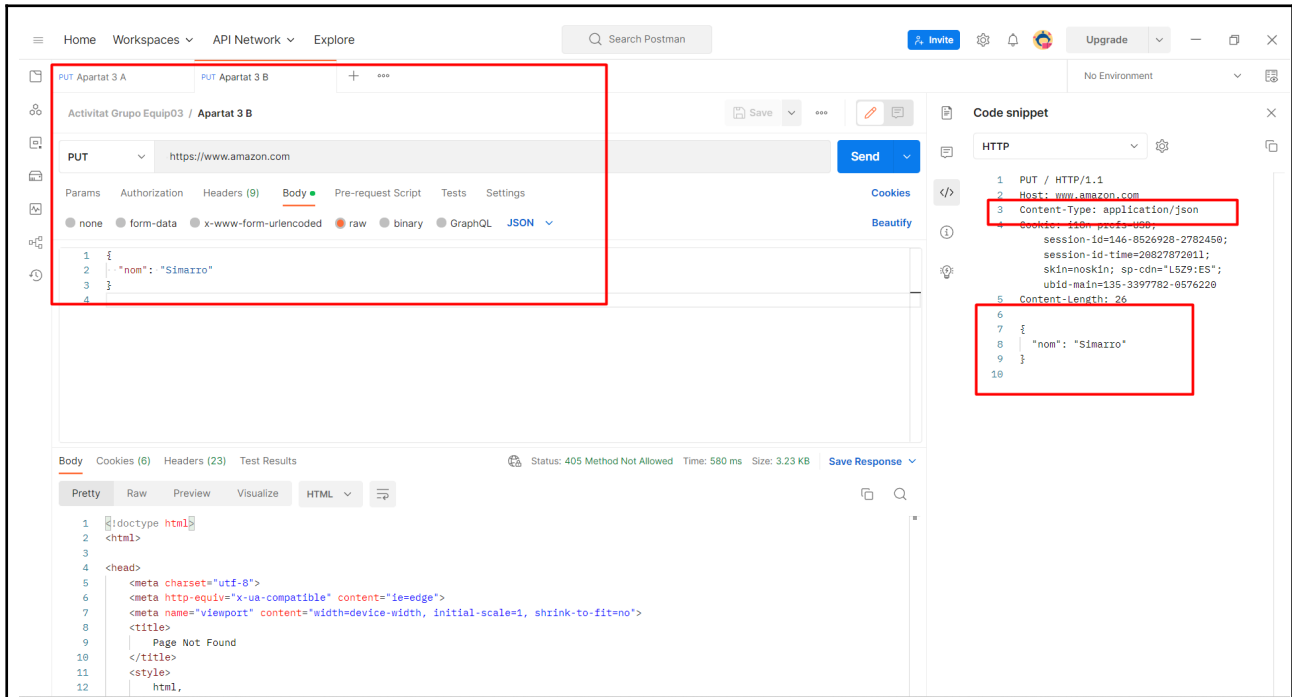 Home Workspaces API Network Explore Search Postman Invite Upgrade
PUT Apartat 3 A PUT Apartat 3 B + ooo No Environment
Activitat Grupo Equip03 / Apartat 3 B Save ooo
Code snippet
PUT https://www.amazon.com Send
HTTP
Params Authorization Headers (9) Body Pre-request Script Tests Settings Cookies
none form-data x-www-form-urlencoded raw binary GraphQL JSON Beautify
1 {
2 "nom": "Simarro"
3 }
4
1 PUT / HTTP/1.1
2 Host: www.amazon.com
3 Content-Type: application/json
4 Cookie: i18n-prefs=USD;
session-id=146-8526928-2782450;
session-id-time=2082787201l;
skin=noskin; sp-cdn="L5Z9:ES";
ubid-main=135-3397782-0576220
5 Content-Length: 26
6
7 {
8 "nom": "Simarro"
9 }
10
Body Cookies (6) Headers (23) Test Results Status: 405 Method Not Allowed Time: 580 ms Size: 3.23 KB Save Response
Pretty Raw Preview Visualize HTML
1 <!doctype html>
2 <html>
3
4 <head>
5 <meta charset="utf-8">
6 <meta http-equiv="x-ua-compatible" content="ie=edge">
7 <meta name="viewport" content="width=device-width, initial-scale=1, shrink-to-fit=no">
8 <title>
9 Page Not Found
10 </title>
11 <style>
12 html,